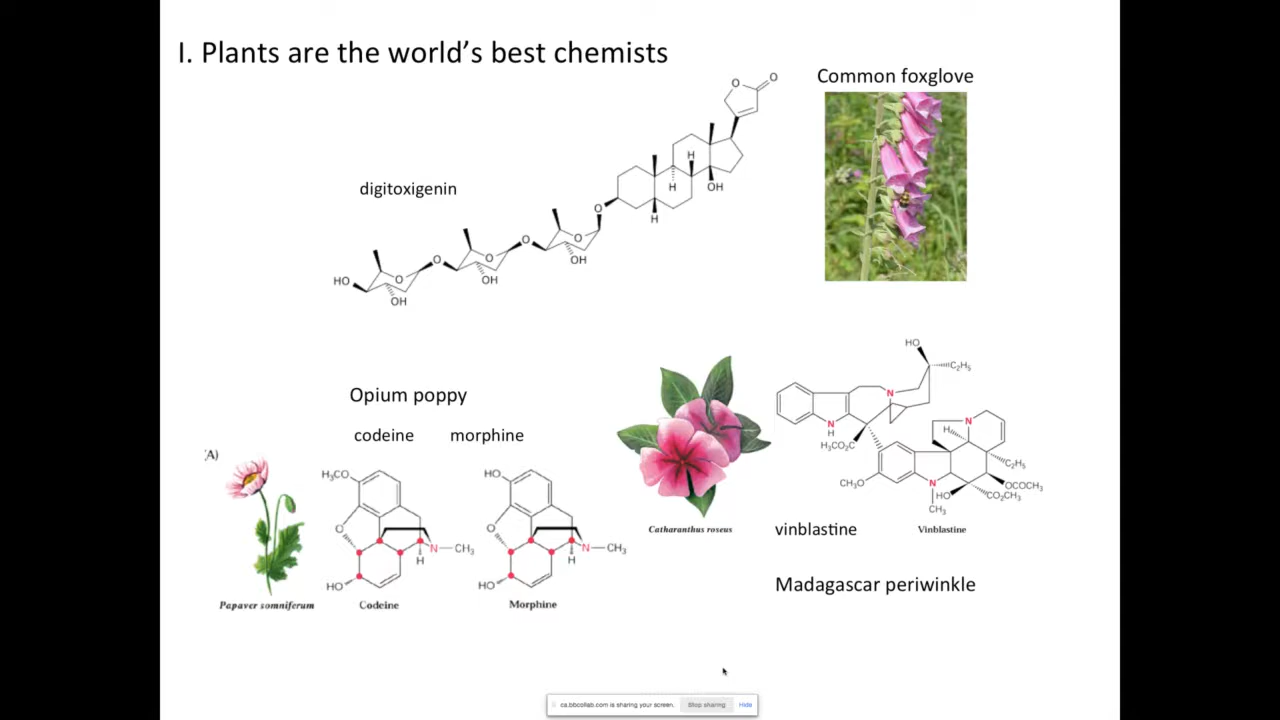 I. Plants are the world's best chemists
Common foxglove
O
O
digitoxigenin
H
H
OH
H
O
O
OH
O
O
OH
O
HO
O
OH
Opium poppy
codeine morphine
(A)
H₃CO
O
N—CH₃
H
HO
Papaver somniferum
Codeine
HO
O
N—CH₃
H
HO
Morphine
Catharanthus roseus
HO
C₂H₅
N
N
H
H₃CO₂C
N
H
CH₃O
C₂H₅
N
HO
OCOCH₃
CO₂CH₃
CH₃
vinblastine
Vinblastine
Madagascar periwinkle
ca.bbcollab.com is sharing your screen.
Stop sharing
Hide